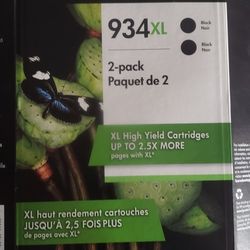 934XL
Black
Noir
Black
Noir
2-pack
Paquet de 2
XL High Yield Cartridges
UP TO 2.5X MORE
pages with XL*
XL haut rendement cartouches
JUSQU'À 2,5 FOIS PLUS
de pages avec XL*